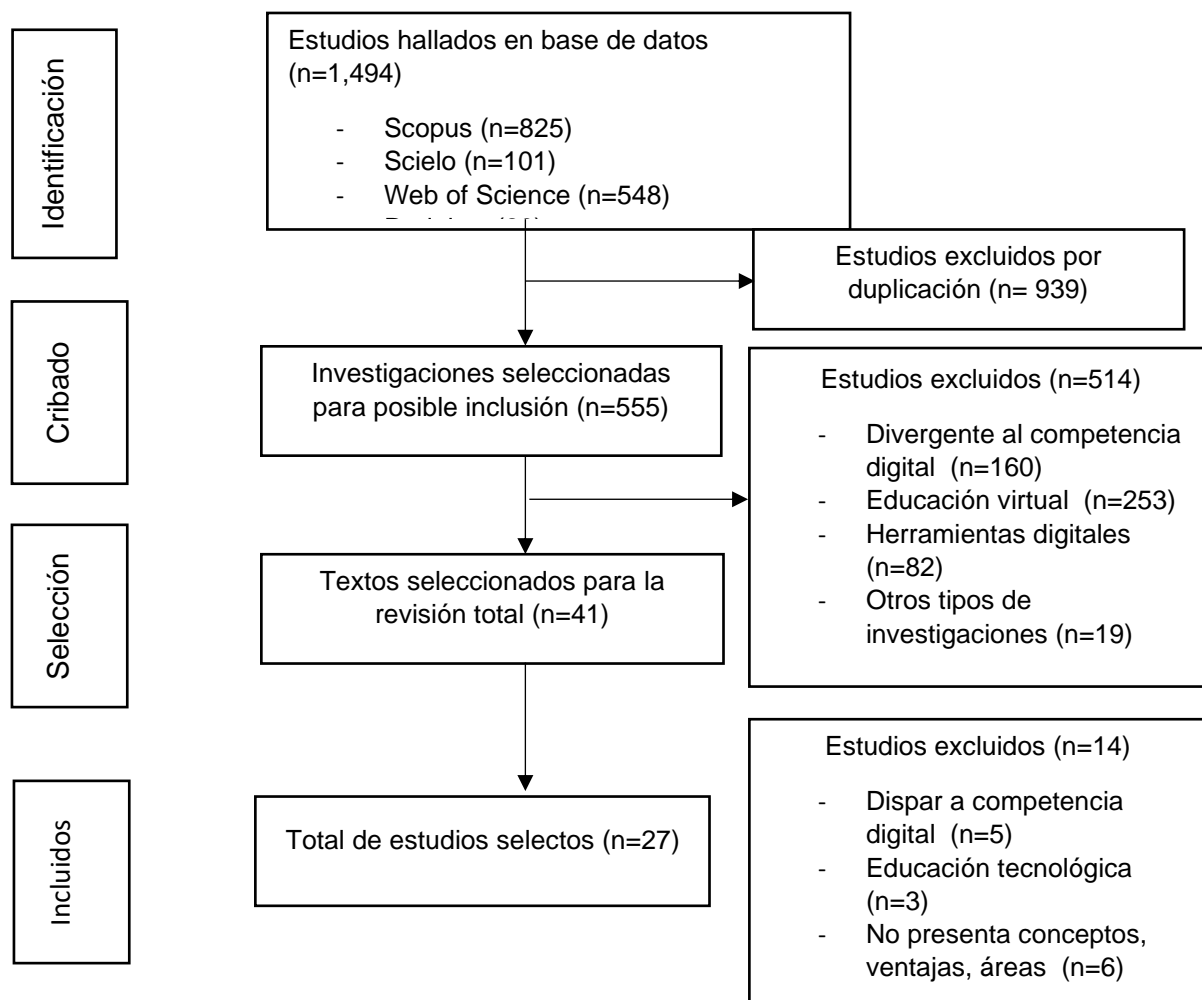 Identificación
Estudios hallados en base de datos
(n=1,494)
- Scopus (n=825)
- Scielo (n=101)
- Web of Science (n=548)
Estudios excluidos por
duplicación (n= 939)
Cribado
Investigaciones seleccionadas
para posible inclusión (n=555)
Estudios excluidos (n=514)
- Divergente al competencia
digital (n=160)
- Educación virtual (n=253)
- Herramientas digitales
(n=82)
- Otros tipos de
investigaciones (n=19)
Selección
Textos seleccionados para la
revisión total (n=41)
Estudios excluidos (n=14)
- Dispar a competencia
digital (n=5)
- Educación tecnológica
(n=3)
- No presenta conceptos,
ventajas, áreas (n=6)
Incluidos
Total de estudios selectos (n=27)